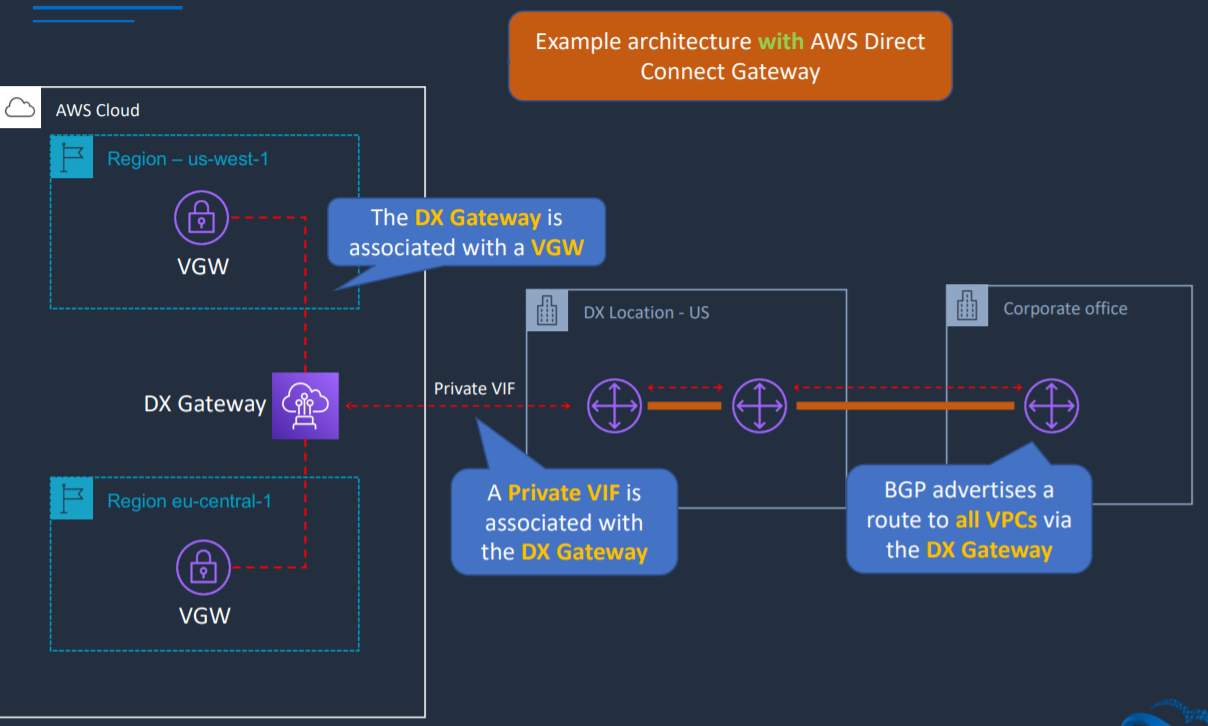 Example architecture with AWS Direct
Connect Gateway
AWS Cloud
Region – us-west-1
VGW
The DX Gateway is
associated with a VGW
DX Location - US
Corporate office
DX Gateway
Private VIF
Region eu-central-1
VGW
A Private VIF is
associated with
the DX Gateway
BGP advertises a
route to all VPCs via
the DX Gateway